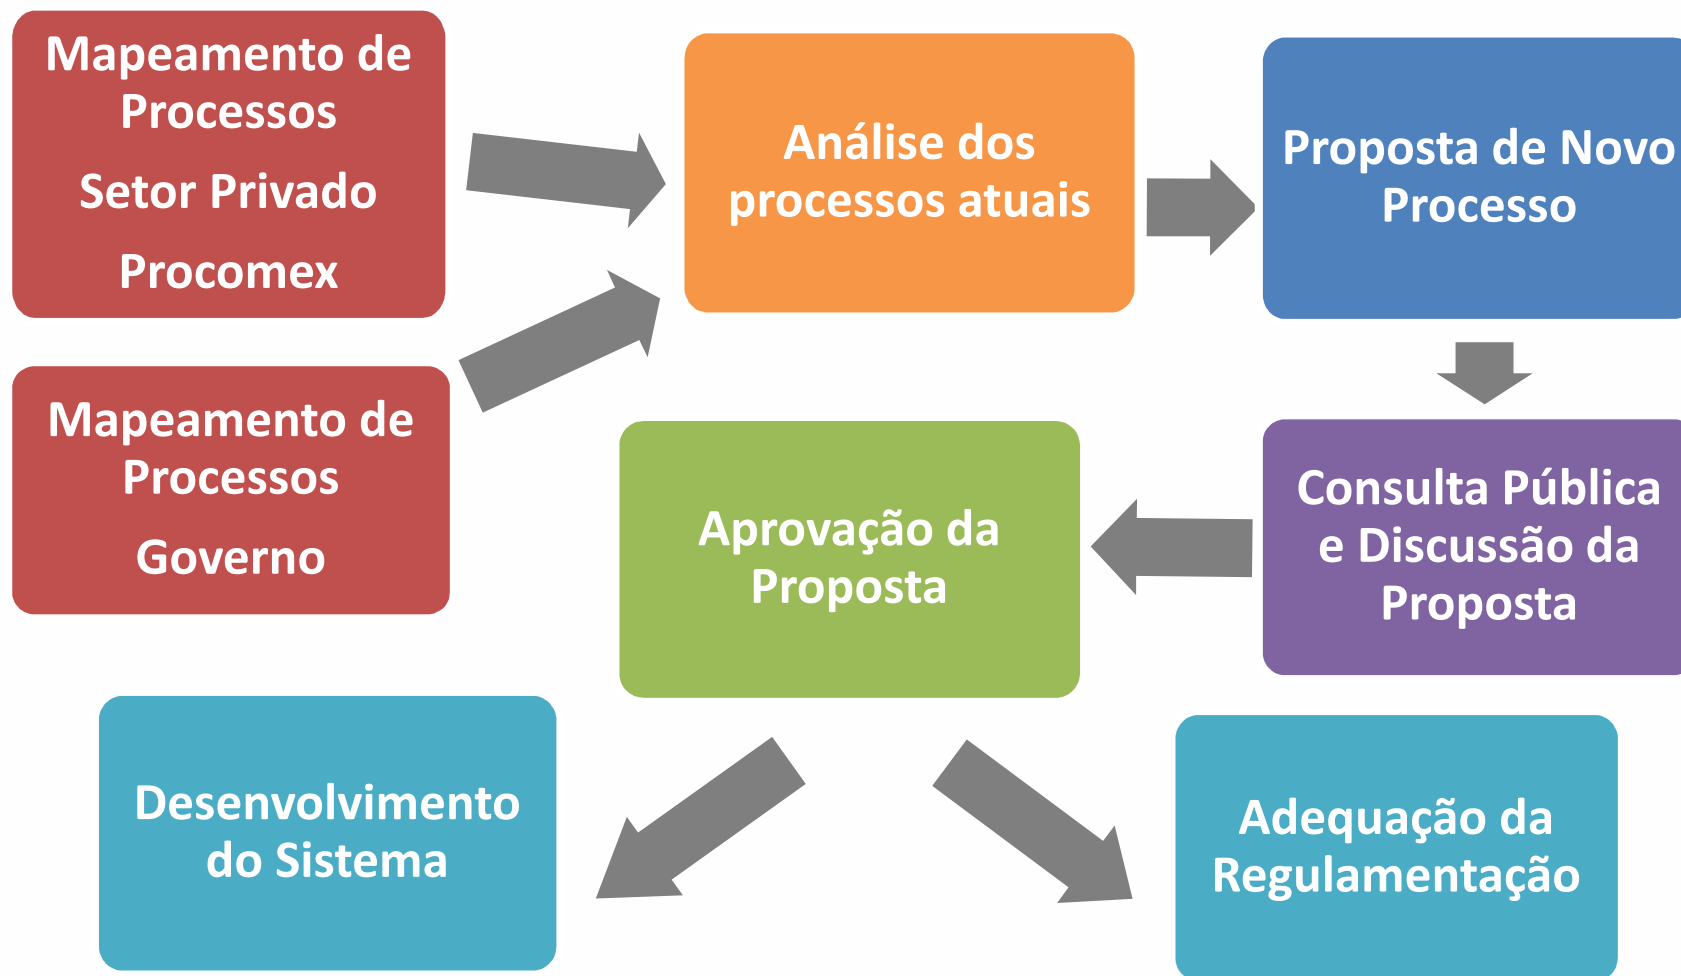 Mapeamento de
Processos
Setor Privado
Procomex
Análise dos
processos atuais
Proposta de Novo
Processo
Mapeamento de
Processos
Governo
Aprovação da
Proposta
Consulta Pública
e Discussão da
Proposta
Desenvolvimento
do Sistema
Adequação da
Regulamentação